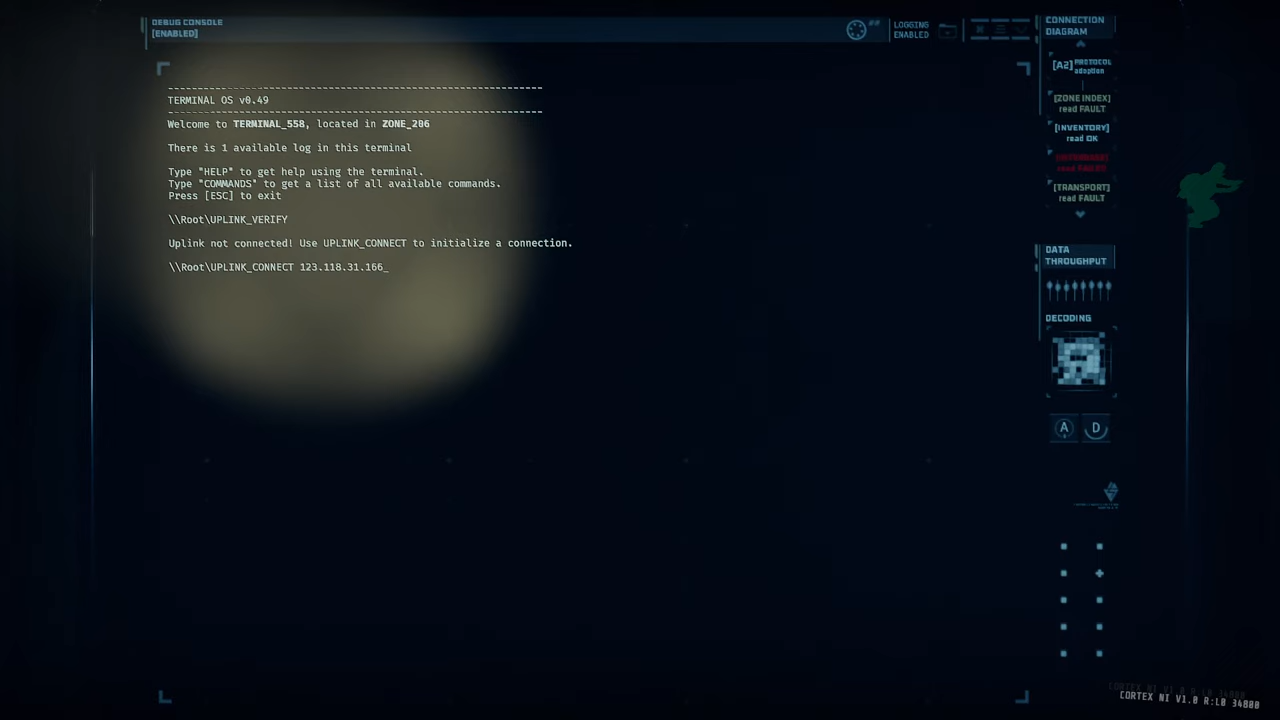 DEBUG CONSOLE
[ENABLED]
LOGGING
ENABLED
CONNECTION
DIAGRAM
[A2] PROTOCOL
adaption
[ZONE INDEX]
read FAULT
[INVENTORY]
read OK
[TRANSPORT]
read FAULT
DATA
THROUGHPUT
DECODING
A
D
--------------------------------------------------------
TERMINAL OS v0.49
--------------------------------------------------------
Welcome to TERMINAL_558, located in ZONE_206
There is 1 available log in this terminal
Type "HELP" to get help using the terminal.
Type "COMMANDS" to get a list of all available commands.
Press [ESC] to exit
\\Root\UPLINK_VERIFY
Uplink not connected! Use UPLINK_CONNECT to initialize a connection.
\\Root\UPLINK_CONNECT 123.118.31.166_
CORTEX NI V1.0 R:L0 34800